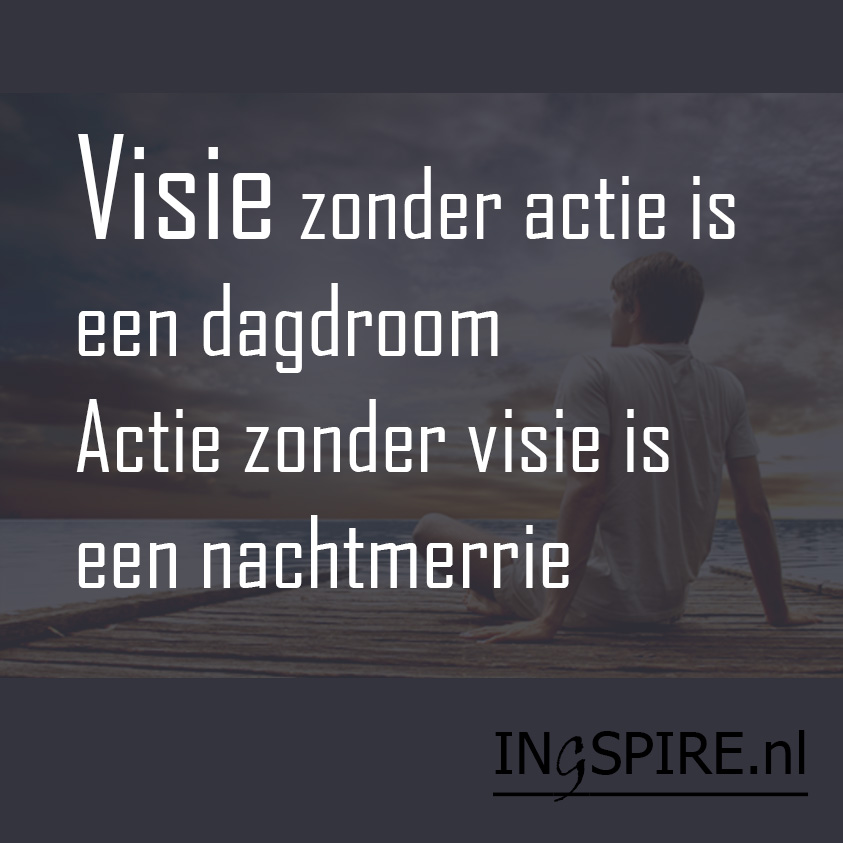 Visie zonder actie is
een dagdroom
Actie zonder visie is
een nachtmerrie
INgSPIRE.nl